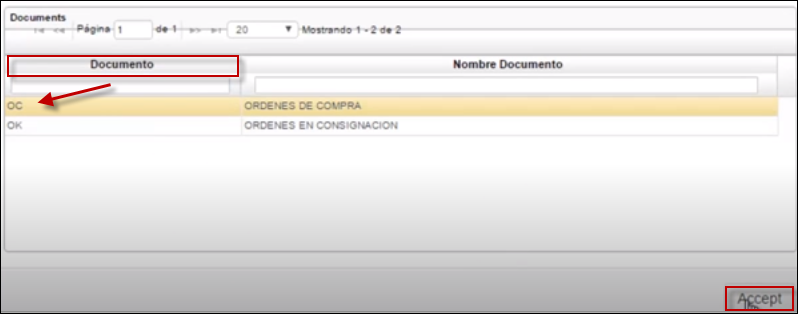 Documents
Página 1 de 1 20 Mostrando 1 - 2 de 2
Documento Nombre Documento
OC ORDENES DE COMPRA
OK ORDENES EN CONSIGNACION
Accept